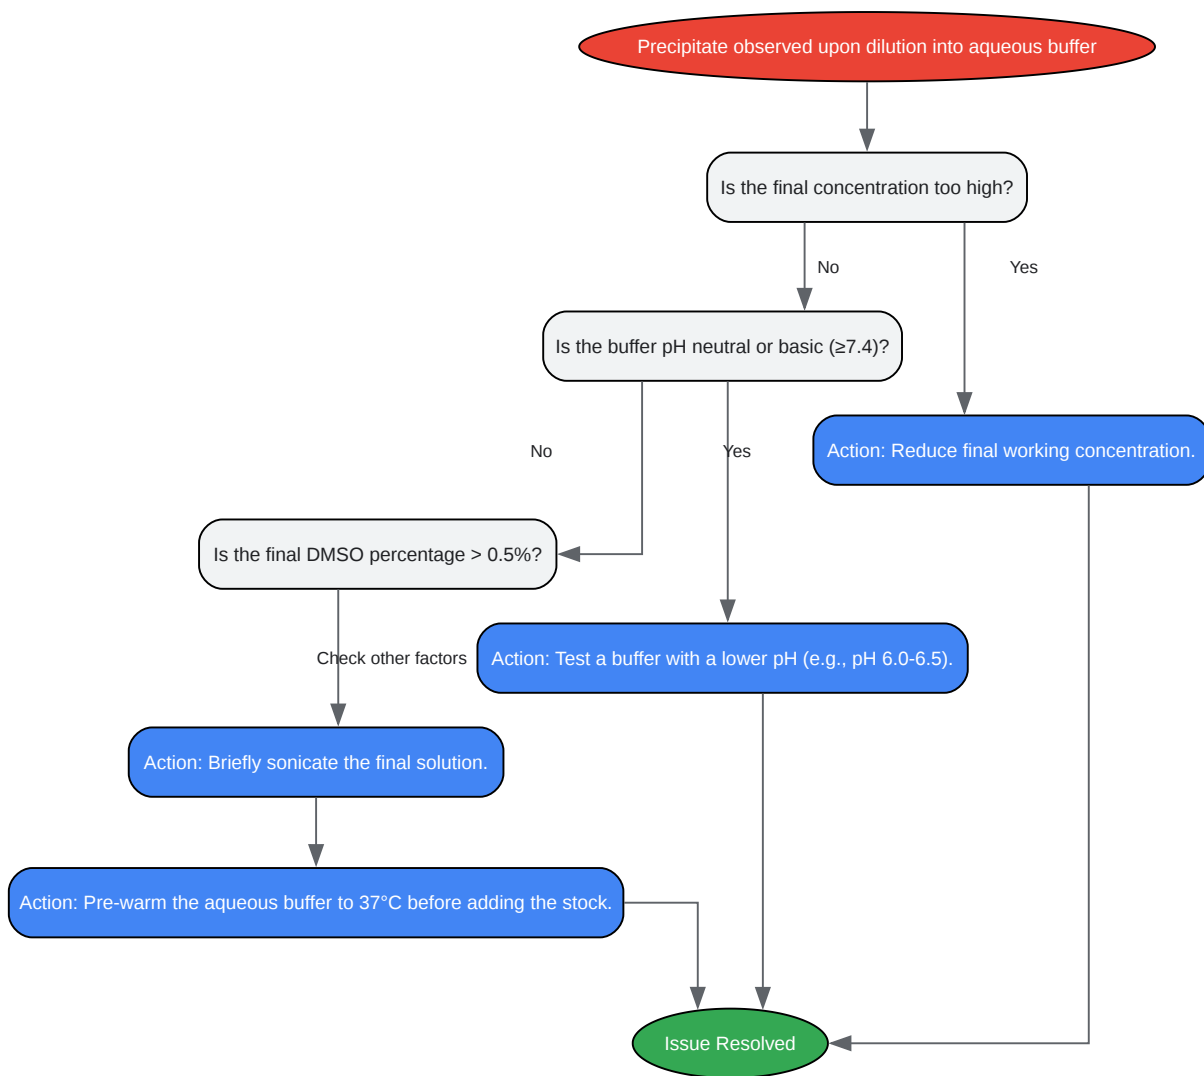 Precipitate observed upon dilution into aqueous buffer
Is the final concentration too high?
No
Yes
Is the buffer pH neutral or basic (≥7.4)?
No
Yes
Action: Reduce final working concentration.
Is the final DMSO percentage > 0.5%?
Check other factors
Action: Test a buffer with a lower pH (e.g., pH 6.0-6.5).
Action: Briefly sonicate the final solution.
Action: Pre-warm the aqueous buffer to 37°C before adding the stock.
Issue Resolved